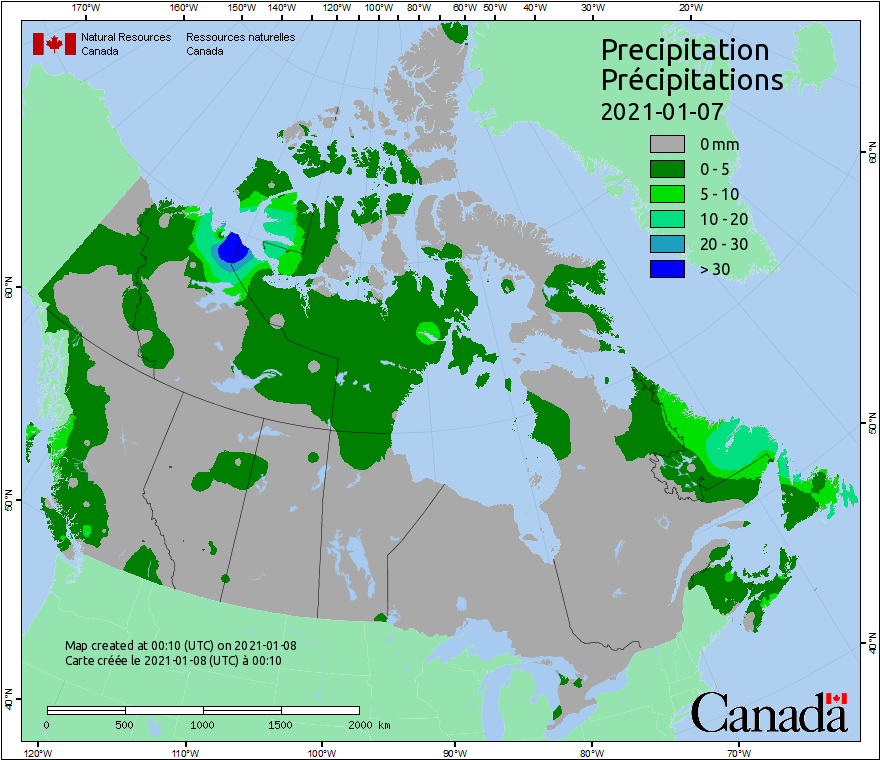 170°W 160°W 150°W 140°W 120°W 110°W 100°W 90°W 80°W 70°W 60°W 50°W 40°W 30°W 20°W
Natural Resources Canada
Ressources naturelles Canada
Precipitation
Précipitations
2021-01-07
0 mm
0 - 5
5 - 10
10 - 20
20 - 30
> 30
60°N
50°N
40°N
60°N
50°N
40°N
Map created at 00:10 (UTC) on 2021-01-08
Carte créée le 2021-01-08 (UTC) à 00:10
0 500 1000 1500 2000 km
Canada
120°W 110°W 100°W 90°W 80°W 70°W